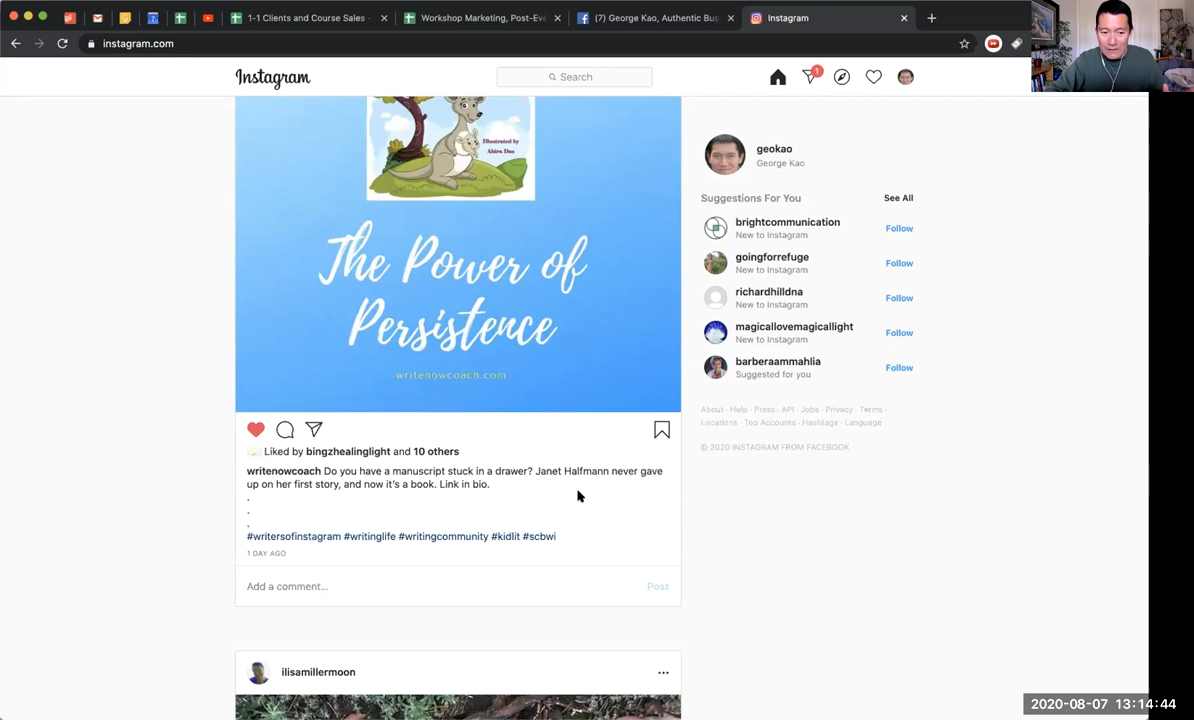 1-1 Clients and Course Sales -
Workshop Marketing, Post-Eve
(7) George Kao, Authentic Bus
Instagram
instagram.com
Instagram
Search
1
Illustrated by
Abira Das
The Power of
Persistence
writenowcoach.com
Liked by bingzhealinglight and 10 others
writenowcoach Do you have a manuscript stuck in a drawer? Janet Halfmann never gave
up on her first story, and now it's a book. Link in bio.
.
.
.
#writersofinstagram #writinglife #writingcommunity #kidlit #scbwi
1 DAY AGO
Add a comment...
Post
ilisamillermoon
geokao
George Kao
Suggestions For You
See All
brightcommunication
New to Instagram
Follow
goingforrefuge
New to Instagram
Follow
richardhilldna
New to Instagram
Follow
magicallovemagicallight
New to Instagram
Follow
barberaammahlia
Suggested for you
Follow
About · Help · Press · API · Jobs · Privacy · Terms ·
Locations · Top Accounts · Hashtags · Language
© 2020 INSTAGRAM FROM FACEBOOK
2020-08-07 13:14:44